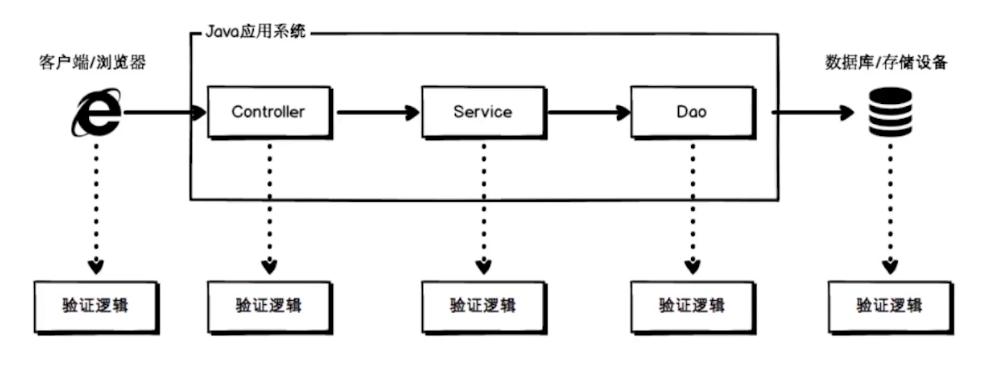 Java应用系统
客户端/浏览器
数据库/存储设备
Controller
Service
Dao
验证逻辑
验证逻辑
验证逻辑
验证逻辑
验证逻辑